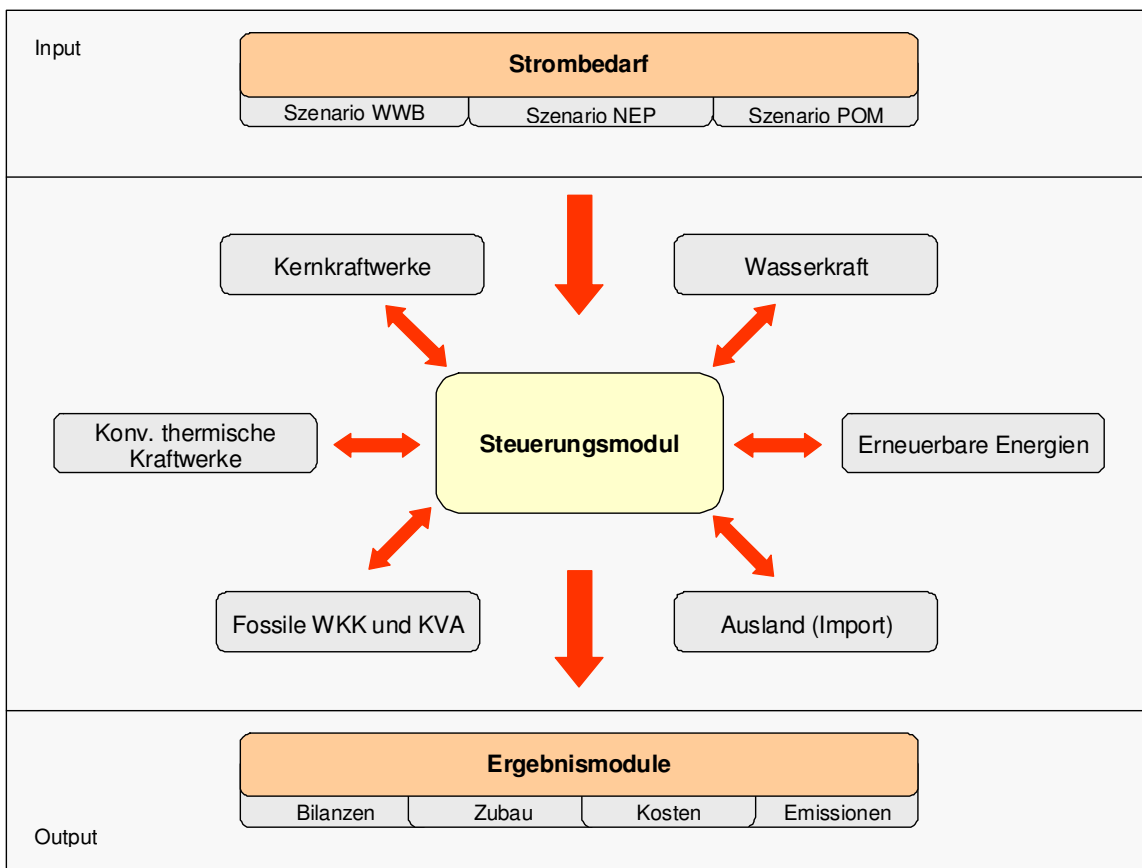 Input
Strombedarf
Szenario WWB
Szenario NEP
Szenario POM
Kernkraftwerke
Wasserkraft
Konv. thermische
Kraftwerke
Steuerungsmodul
Erneuerbare Energien
Fossile WKK und KVA
Ausland (Import)
Ergebnismodule
Bilanzen
Zubau
Kosten
Emissionen
Output